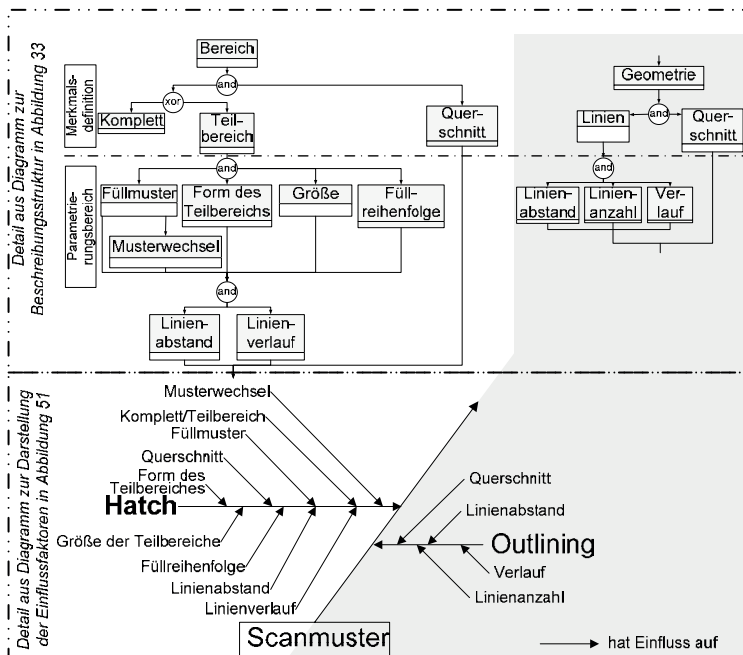 Detail aus Diagramm zur
Beschreibungsstruktur in Abbildung 33
Merkmals-
definition
Parametrie-
rungsbereich
Bereich
and
xor
Komplett
Teil-
bereich
Quer-
schnitt
and
Füllmuster
Form des
Teilbereichs
Größe
Füll-
reihenfolge
Musterwechsel
and
Linien-
abstand
Linien-
verlauf
Geometrie
and
Linien
Quer-
schnitt
and
Linien-
abstand
Linien-
anzahl
Ver-
lauf
Detail aus Diagramm zur Darstellung
der Einflussfaktoren in Abbildung 51
Musterwechsel
Komplett/Teilbereich
Füllmuster
Querschnitt
Form des
Teilbereiches
Hatch
Größe der Teilbereiche
Füllreihenfolge
Linienabstand
Linienverlauf
Querschnitt
Linienabstand
Outlining
Verlauf
Linienanzahl
Scanmuster
hat Einfluss auf